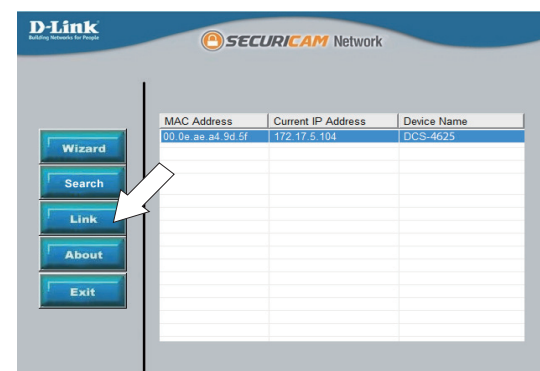 D-Link
Building Networks for People
SECURICAM Network
MAC Address Current IP Address Device Name
00.0e.ae.a4.9d.5f 172.17.5.104 DCS-4625
Wizard
Search
Link
About
Exit